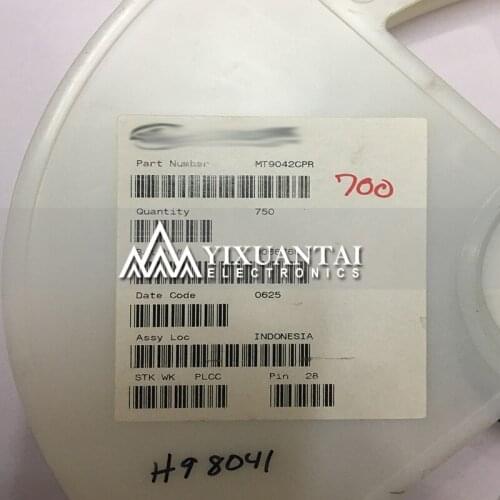 Part Number MT9042CPR
700
Quantity 750
YIXUANTAI
ELECTRONICS
Date Code 0625
Assy Loc INDONESIA
STK WK PLCC Pin 28
H98041